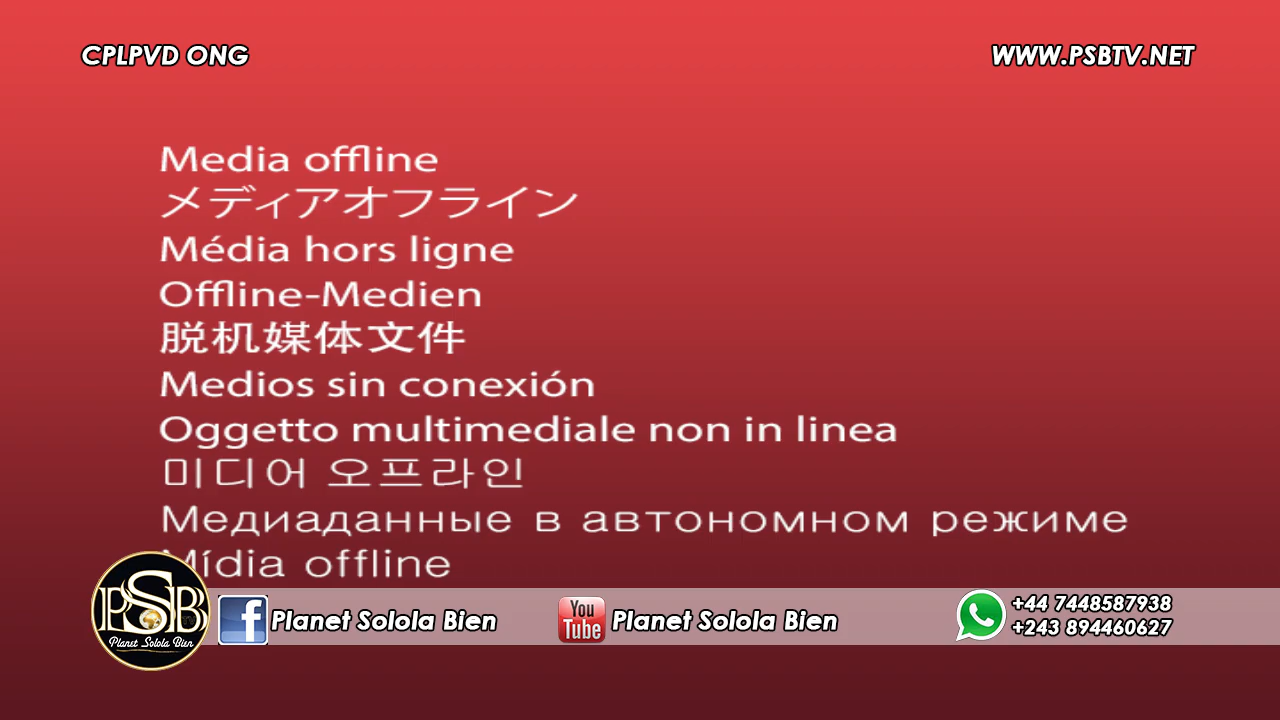 CPLPVD ONG
WWW.PSBTV.NET
Media offline
メディアオフライン
Média hors ligne
Offline-Medien
脱机媒体文件
Medios sin conexión
Oggetto multimediale non in linea
미디어 오프라인
Медиаданные в автономном режиме
Mídia offline
PSB
TV
Planet Solola Bien
f Planet Solola Bien
You Tube Planet Solola Bien
+44 7448587938
+243 894460627